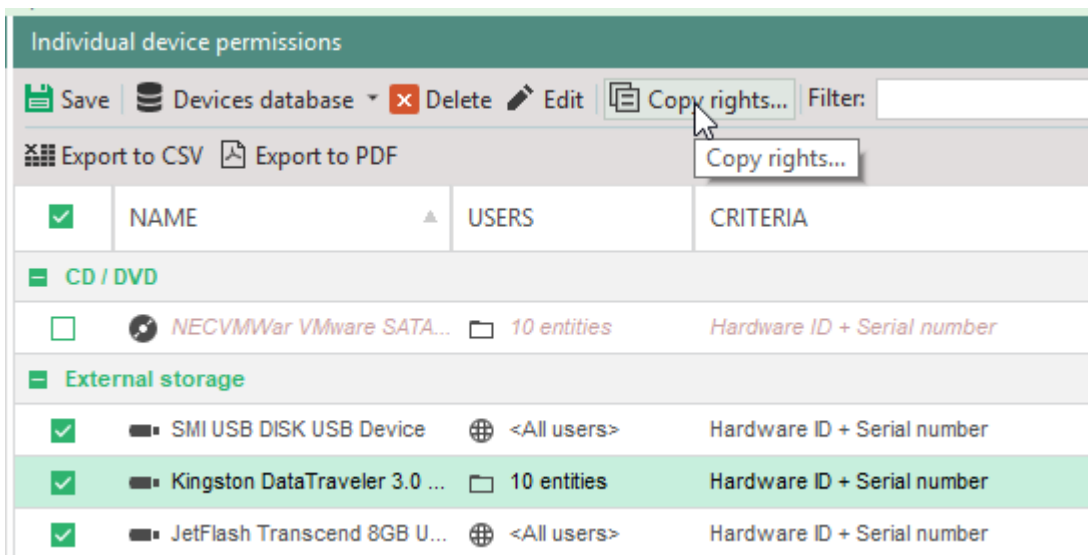 Individual device permissions
Save Devices database Delete Edit Copy rights... Filter:
Export to CSV Export to PDF Copy rights...
NAME USERS CRITERIA
CD / DVD
NECVMWar VMware SATA... 10 entities Hardware ID + Serial number
External storage
SMI USB DISK USB Device <All users> Hardware ID + Serial number
Kingston DataTraveler 3.0 ... 10 entities Hardware ID + Serial number
JetFlash Transcend 8GB U... <All users> Hardware ID + Serial number